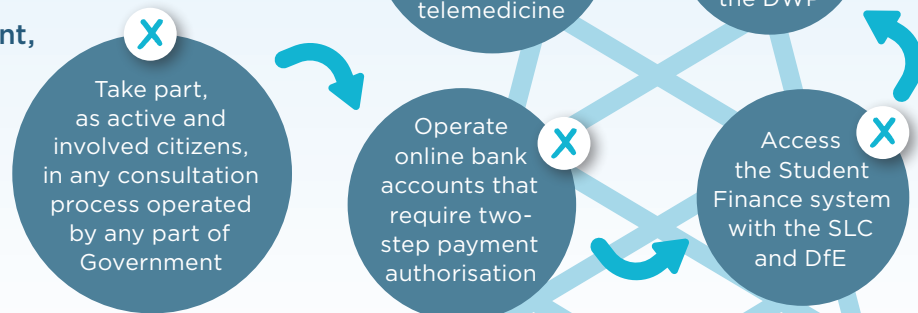 nt,
telemedicine
the DWP
X
Take part,
as active and
involved citizens,
in any consultation
process operated
by any part of
Government
X
Operate
online bank
accounts that
require two-
step payment
authorisation
X
Access
the Student
Finance system
with the SLC
and DfE